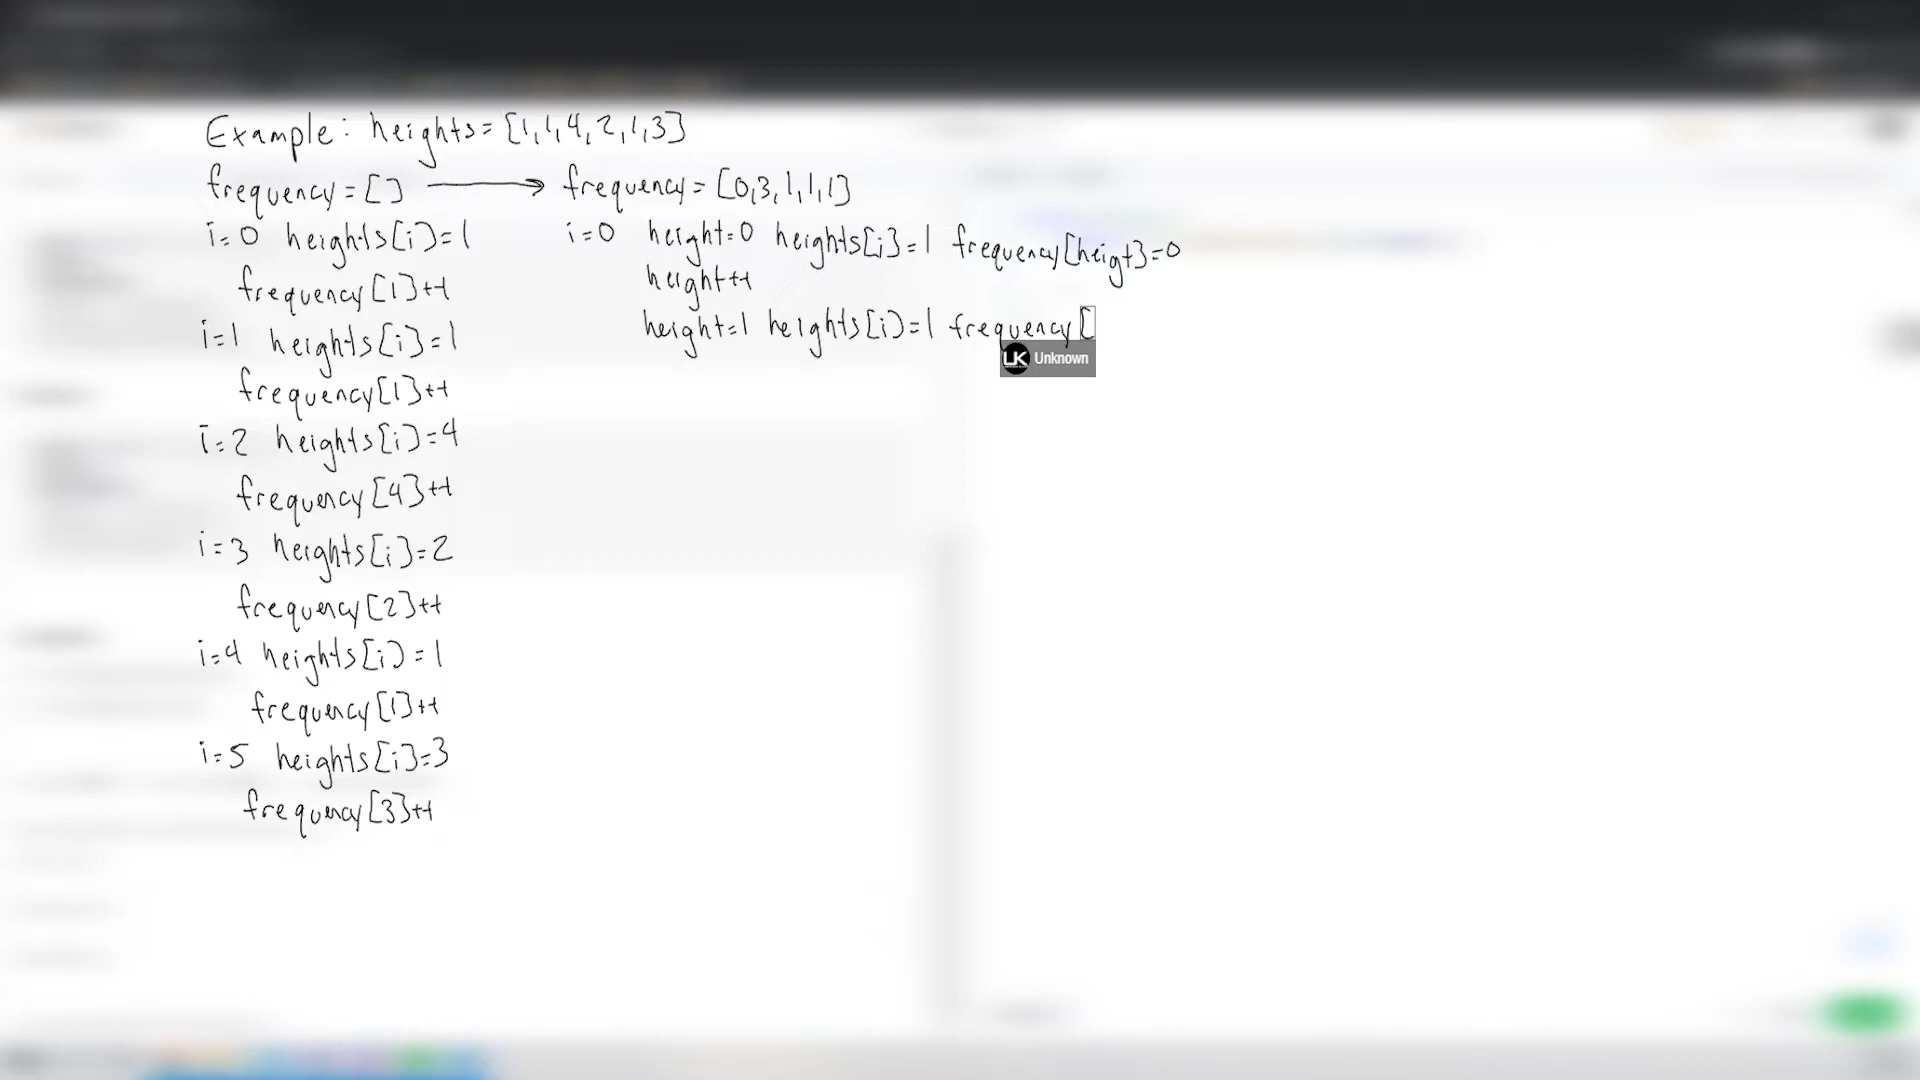 Example: heights=[1,1,4,2,1,3]
frequency=[] → frequency=[0,3,1,1,1]
i=0 heights[i]=1
frequency[1]++
i=1 heights[i]=1
frequency[1]++
i=2 heights[i]=4
frequency[4]++
i=3 heights[i]=2
frequency[2]++
i=4 heights[i]=1
frequency[1]++
i=5 heights[i]=3
frequency[3]++
i=0 height=0 heights[i]=1 frequency[heigt]=0
height++
height=1 heights[i]=1 frequency[
UK Unknown